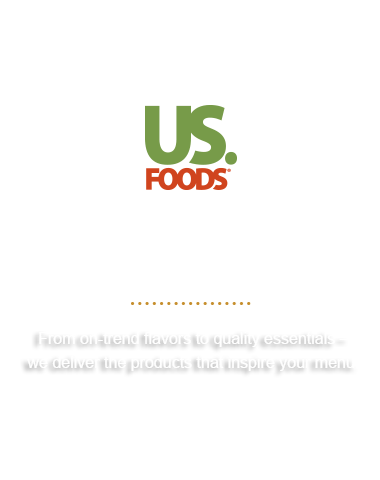 US.
FOODS®
From on-trend flavors to quality essentials -
we deliver the products that inspire your menu